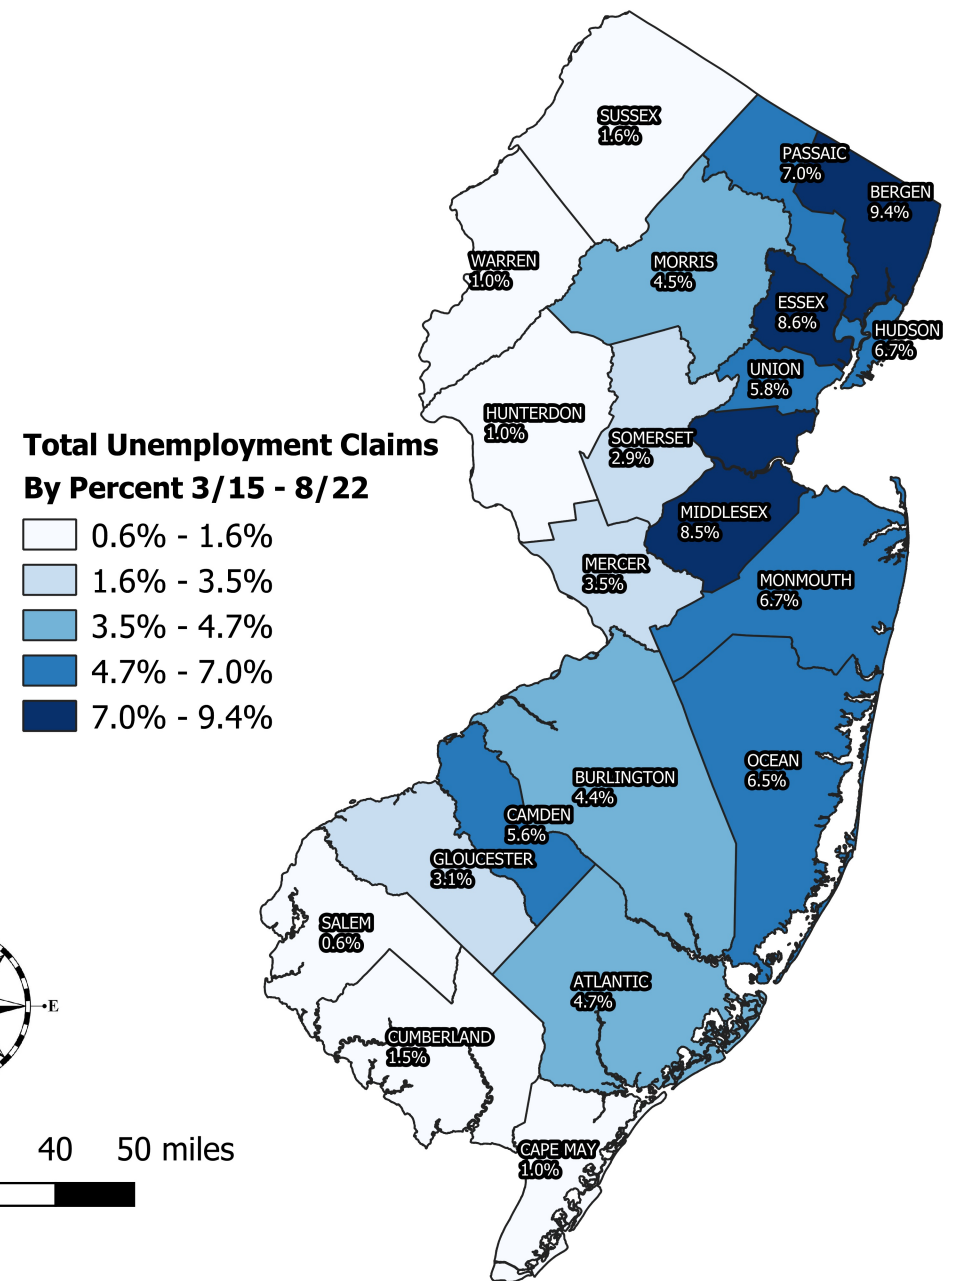 SUSSEX
1.6%
PASSAIC
7.0%
BERGEN
9.4%
WARREN
1.0%
MORRIS
4.5%
ESSEX
8.6%
HUDSON
6.7%
UNION
5.8%
HUNTERDON
1.0%
SOMERSET
2.9%
Total Unemployment Claims
By Percent 3/15 - 8/22
0.6% - 1.6%
1.6% - 3.5%
3.5% - 4.7%
4.7% - 7.0%
7.0% - 9.4%
MIDDLESEX
8.5%
MERCER
3.5%
MONMOUTH
6.7%
OCEAN
6.5%
BURLINGTON
4.4%
CAMDEN
5.6%
GLOUCESTER
3.1%
SALEM
0.6%
ATLANTIC
4.7%
E
CUMBERLAND
1.5%
CAPE MAY
1.0%
40 50 miles